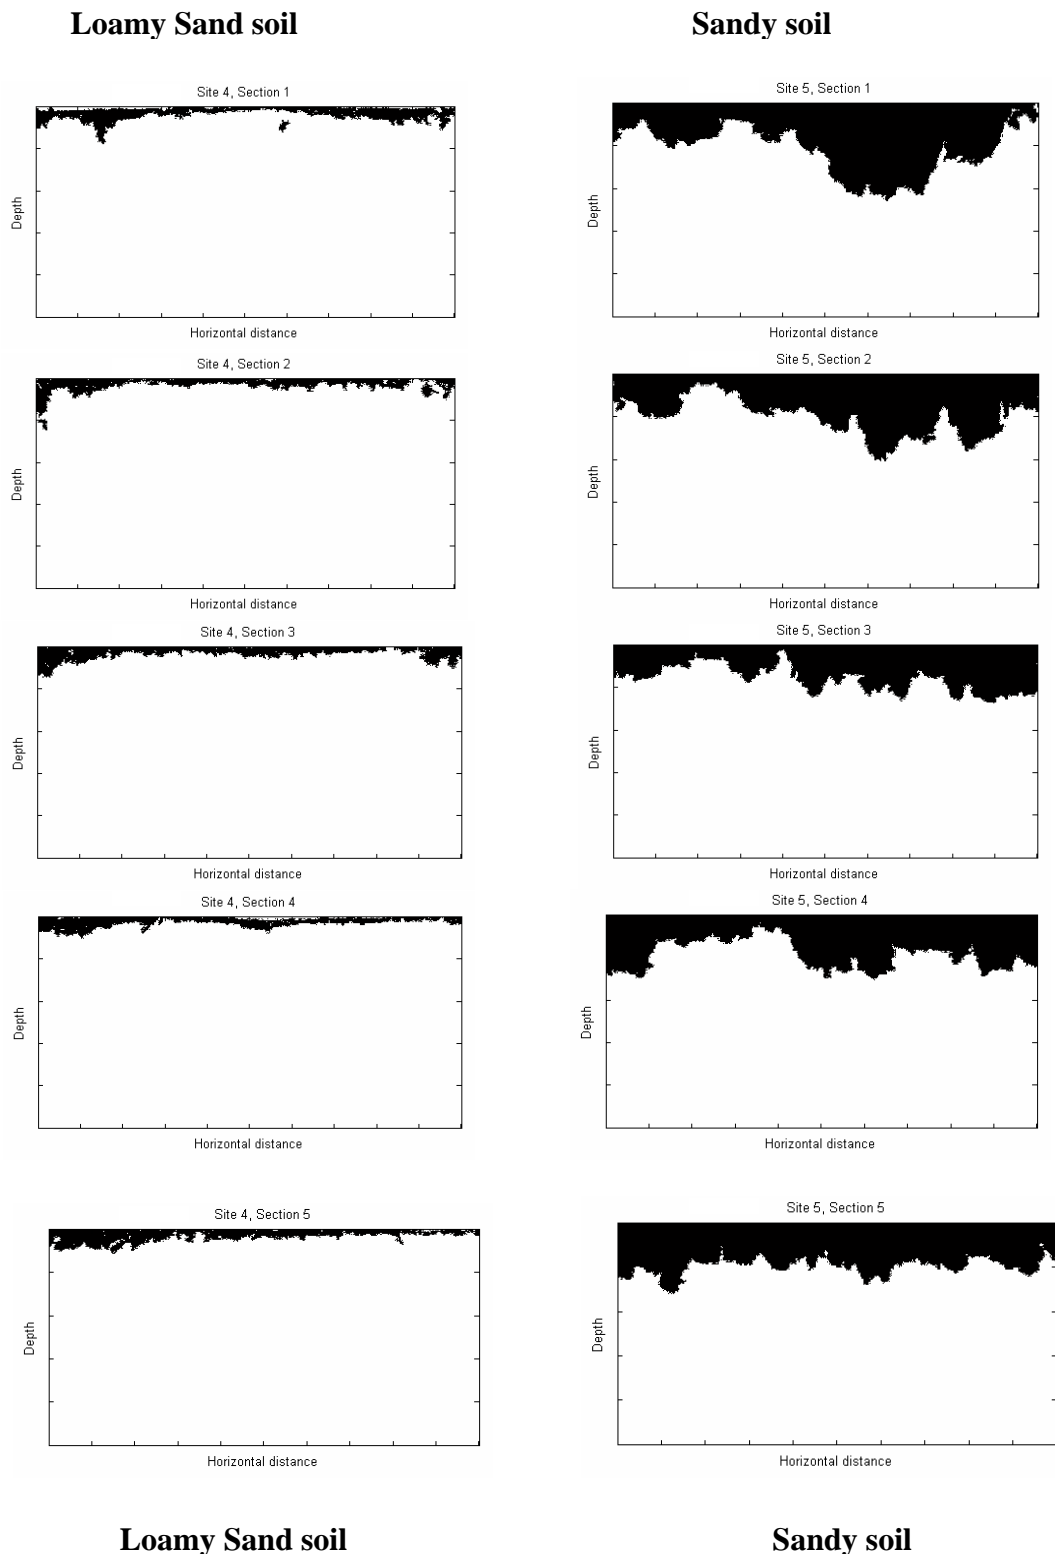 Loamy Sand soil
Sandy soil
Site 4, Section 1
Depth
Horizontal distance
Site 5, Section 1
Depth
Horizontal distance
Site 4, Section 2
Depth
Horizontal distance
Site 5, Section 2
Depth
Horizontal distance
Site 4, Section 3
Depth
Horizontal distance
Site 5, Section 3
Depth
Horizontal distance
Site 4, Section 4
Depth
Horizontal distance
Site 5, Section 4
Depth
Horizontal distance
Site 4, Section 5
Depth
Horizontal distance
Site 5, Section 5
Depth
Horizontal distance
Loamy Sand soil
Sandy soil